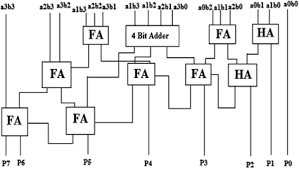 a3b3 a2b3 a3b2 a1b3 a2b2 a3b1 a1b3 a1b2 a2b1 a3b0 a0b2 a1b1 a2b0 a0b1 a1b0 a0b0
FA 4 Bit Adder FA HA
FA FA FA FA HA
P7 P6 P5 P4 P3 P2 P1 P0